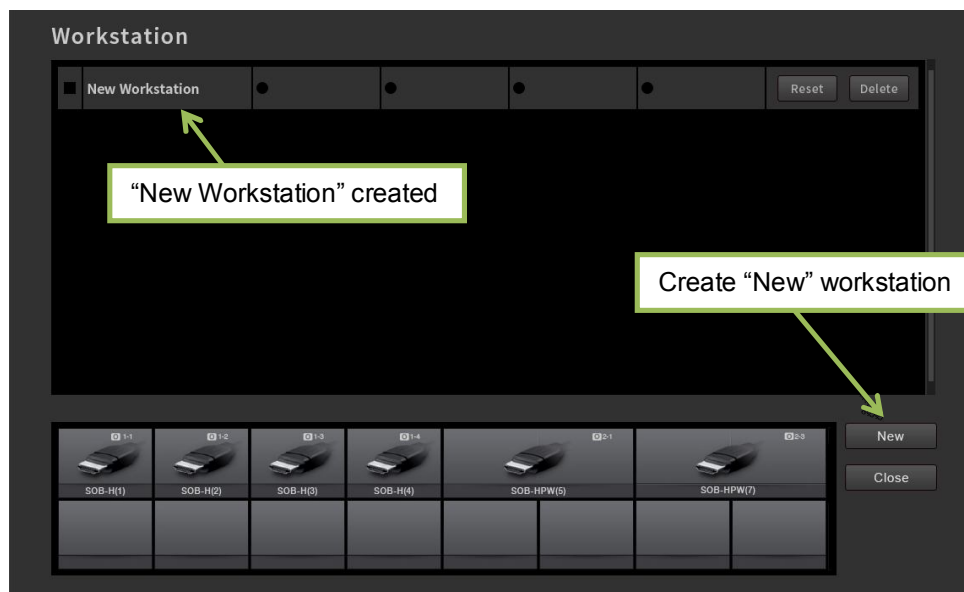 Workstation
New Workstation
Reset
Delete
“New Workstation” created
Create “New” workstation
1-1
1-2
1-3
1-4
2-1
2-3
SOB-H(1)
SOB-H(2)
SOB-H(3)
SOB-H(4)
SOB-HPW(5)
SOB-HPW(7)
New
Close